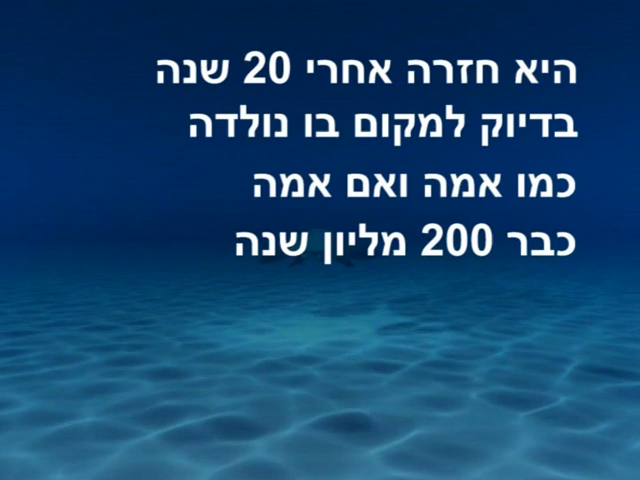 היא חזרה אחרי 20 שנה
בדיוק למקום בו נולדה
כמו אמה ואם אמה
כבר 200 מליון שנה